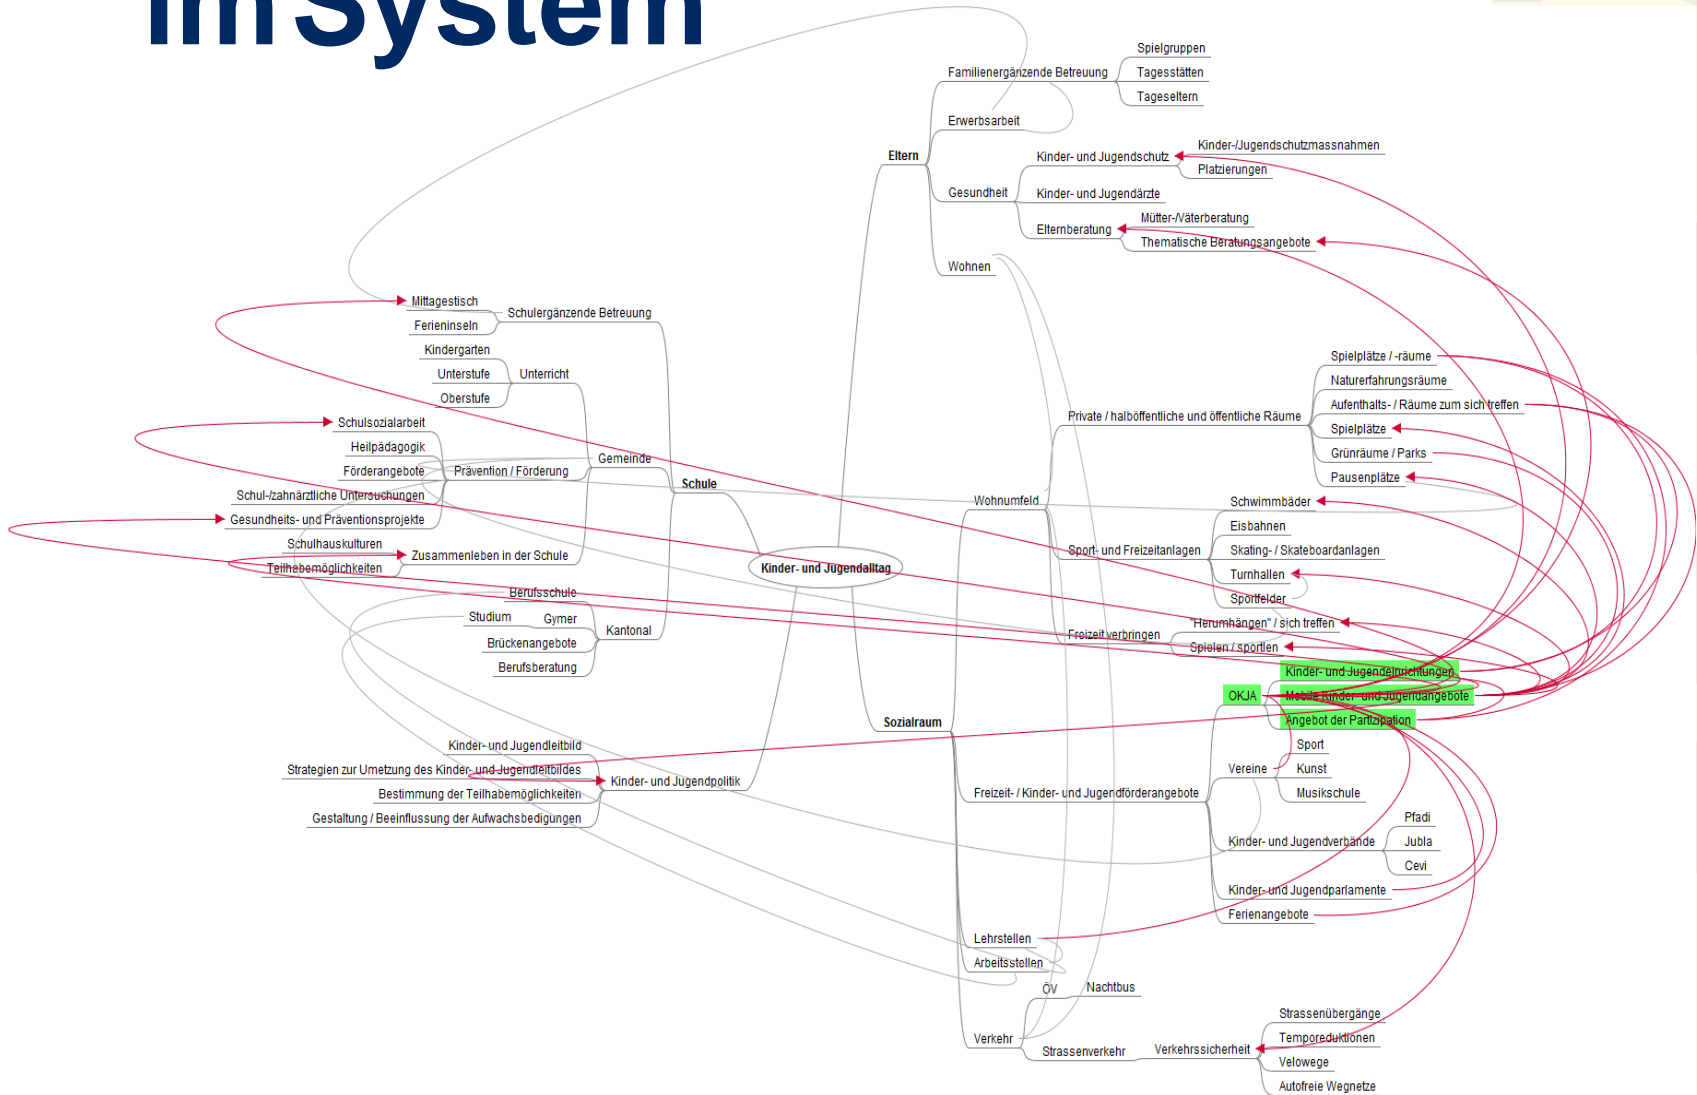 im System
Spielgruppen
Familienergänzende Betreuung
Tagesstätten
Tageseltern
Erwerbsarbeit
Eltern
Kinder-/Jugendschutzmassnahmen
Kinder- und Jugendschutz
Platzierungen
Gesundheit
Kinder- und Jugendärzte
Mütter-/Väterberatung
Elternberatung
Thematische Beratungsangebote
Wohnen
Mittagestisch
Schulergänzende Betreuung
Ferieninseln
Kindergarten
Unterstufe
Unterricht
Oberstufe
Schulsozialarbeit
Heilpädagogik
Gemeinde
Förderangebote
Prävention / Förderung
Schule
Schul-/zahnärztliche Untersuchungen
Gesundheits- und Präventionsprojekte
Schulhauskulturen
Zusammenleben in der Schule
Teilhabemöglichkeiten
Berufsschule
Studium
Gymer
Kantonal
Brückenangebote
Berufsberatung
Kinder- und Jugendalltag
Kinder- und Jugendleitbild
Strategien zur Umetzung des Kinder- und Jugendleitbildes
Kinder- und Jugendpolitik
Bestimmung der Teilhabemöglichkeiten
Gestaltung / Beeinflussung der Aufwachsbedigungen
Spielplätze / -räume
Naturerfahrungsräume
Aufenthalts- / Räume zum sich treffen
Private / halböffentliche und öffentliche Räume
Spielplätze
Grünräume / Parks
Pausenplätze
Wohnumfeld
Schwimmbäder
Eisbahnen
Sport- und Freizeitanlagen
Skating- / Skateboardanlagen
Turnhallen
Sportfelder
"Herumhängen" / sich treffen
Freizeit verbringen
Spielen / sportlen
Kinder- und Jugendeinrichtungen
OKJA
Mobile Kinder- und Jugendangebote
Angebot der Partizipation
Sozialraum
Sport
Vereine
Kunst
Freizeit- / Kinder- und Jugendförderangebote
Musikschule
Pfadi
Kinder- und Jugendverbände
Jubla
Cevi
Kinder- und Jugendparlamente
Ferienangebote
Lehrstellen
Arbeitsstellen
ÖV
Nachtbus
Verkehr
Strassenübergänge
Strassenverkehr
Verkehrssicherheit
Temporeduktionen
Velowege
Autofreie Wegnetze